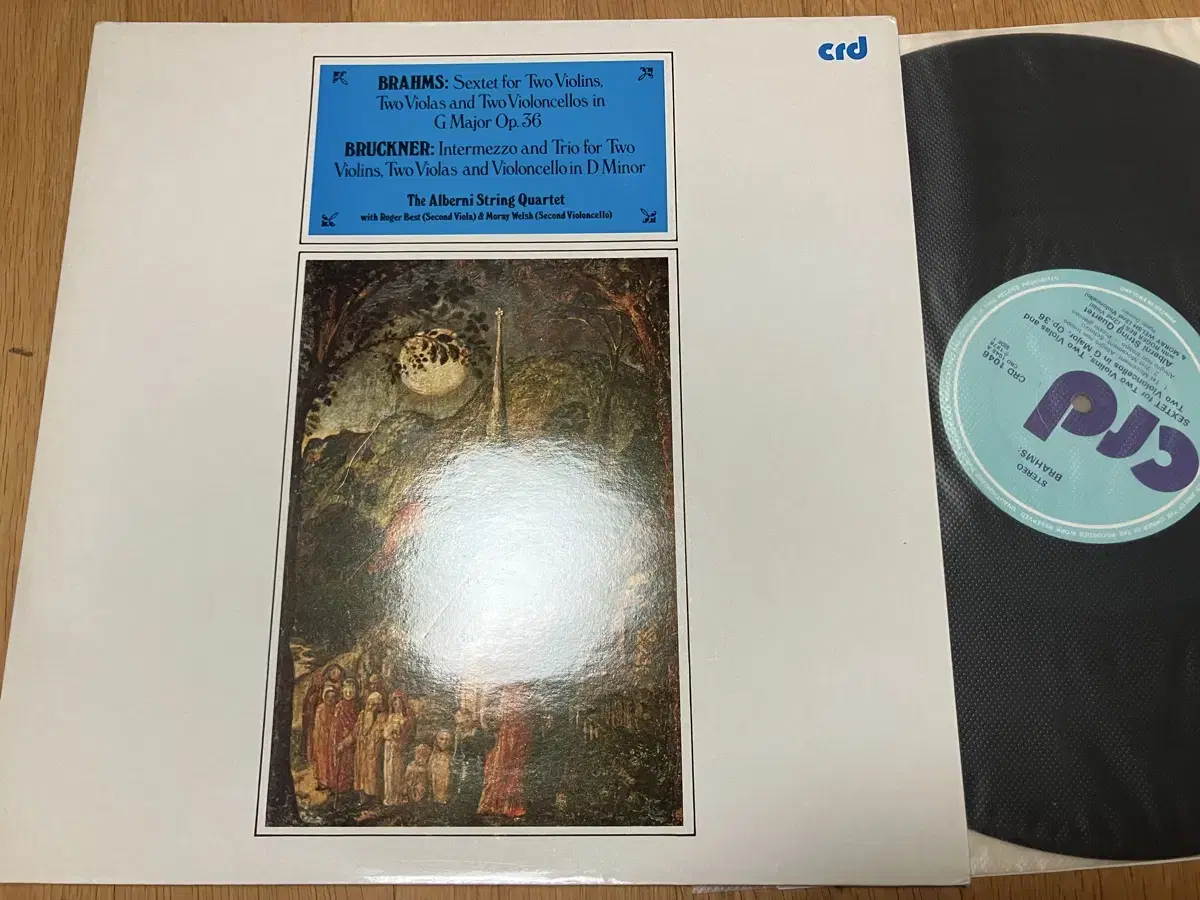 crd
BRAHMS: Sextet for Two Violins,
Two Violas and Two Violoncellos in
G Major Op. 36
BRUCKNER: Intermezzo and Trio for Two
Violins, Two Violas and Violoncello in D Minor
The Alberni String Quartet
with Roger Best (Second Viola) & Moray Welsh (Second Violoncello)
crd
STEREO
BRAHMS:
SEXTET for Two Violins, Two Violas and
Two Violoncellos in G Major, Op. 36
CRD 1046
Alberni String Quartet